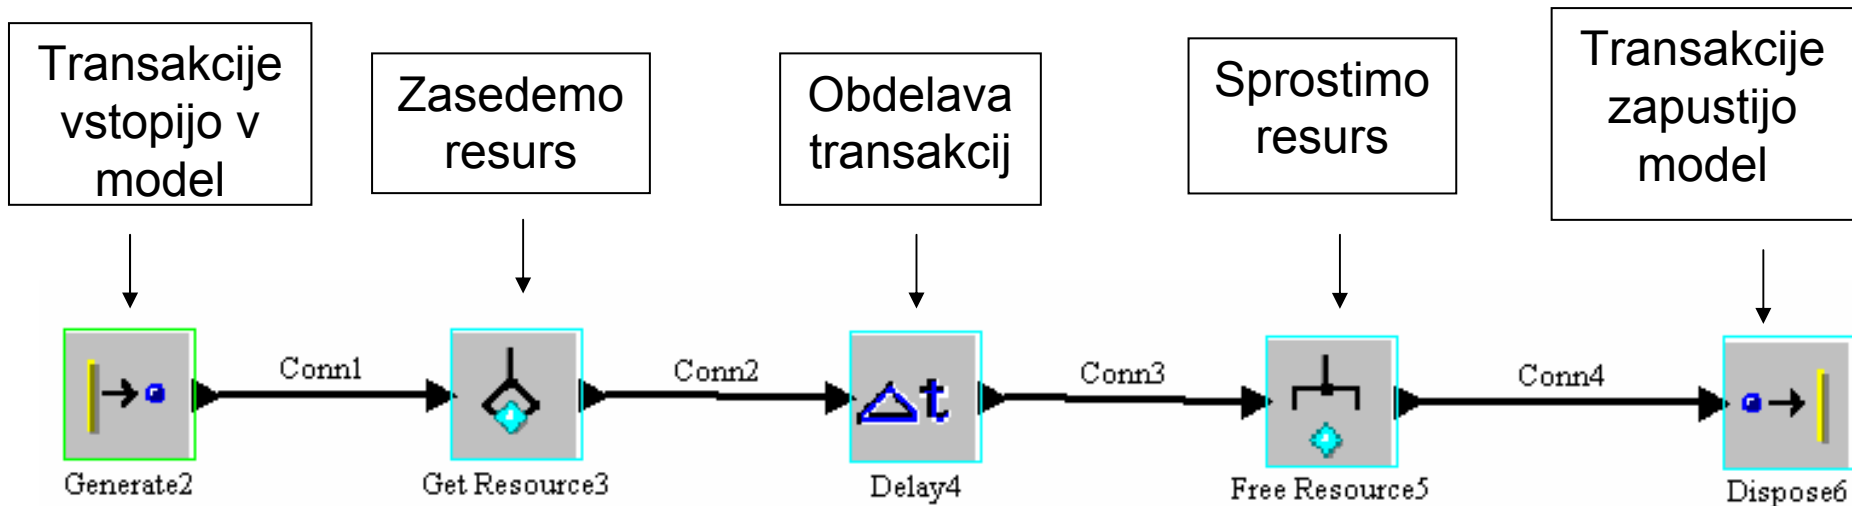 Transakcije
vstopijo v
model
Zasedemo
resurs
Obdelava
transakcij
Sprostimo
resurs
Transakcije
zapustijo
model
Conn1
Conn2
Δt
Conn3
Conn4
Generate2
Get Resource3
Delay4
Free Resource5
Dispose6